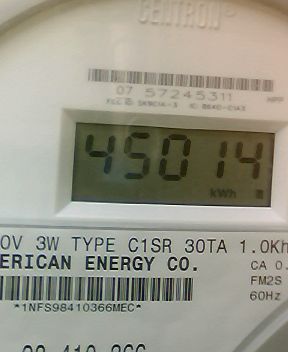 CENTRON®
07 57245311
45014
kWh
0V 3W TYPE C1SR 30TA 1.0Kh
ERICAN ENERGY CO.
CA 0.
FM2S
60Hz
*1NFS98410366MEC*